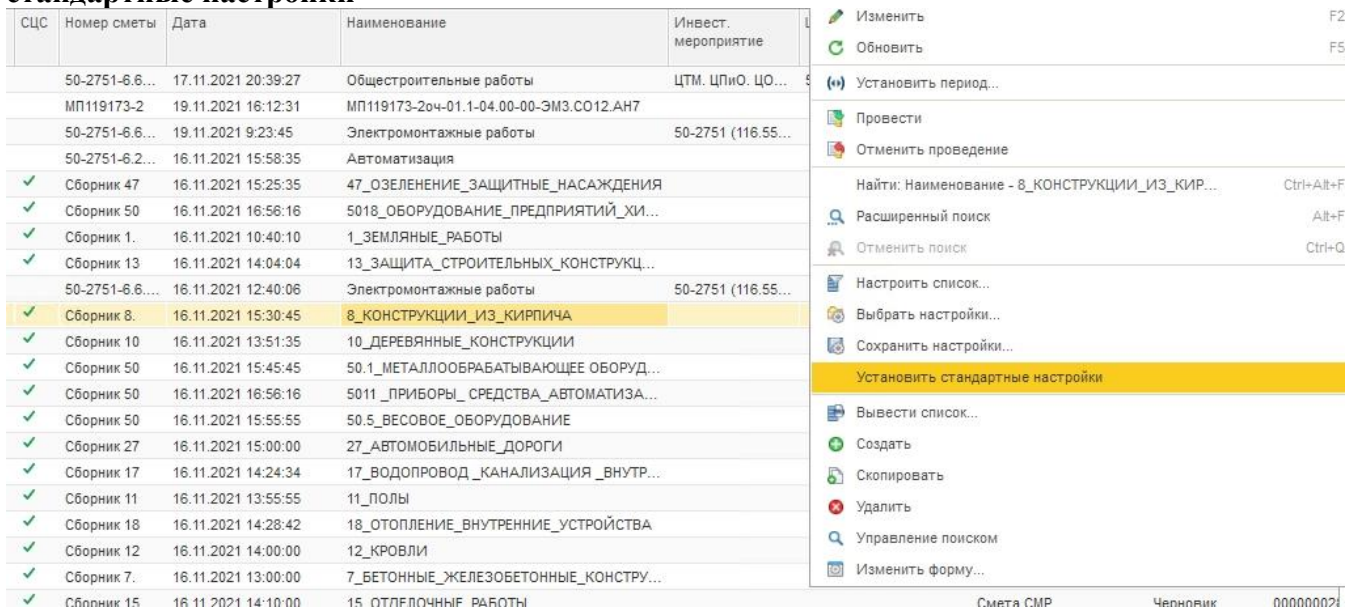 стандартные настройки
СЦС Номер сметы Дата Наименование Инвест. мероприятие
50-2751-6.6... 17.11.2021 20:39:27 Общестроительные работы ЦТМ. ЦПиО. ЦО...
МП119173-2 19.11.2021 16:12:31 МП119173-2оч-01.1-04.00-00-ЭМ3.СО12.АН7
50-2751-6.6... 19.11.2021 9:23:45 Электромонтажные работы 50-2751 (116.55...
50-2751-6.2... 16.11.2021 15:58:35 Автоматизация
Сборник 47 16.11.2021 15:25:35 47_ОЗЕЛЕНЕНИЕ_ЗАЩИТНЫЕ_НАСАЖДЕНИЯ
Сборник 50 16.11.2021 16:56:16 5018_ОБОРУДОВАНИЕ_ПРЕДПРИЯТИЙ_ХИ...
Сборник 1. 16.11.2021 10:40:10 1_ЗЕМЛЯНЫЕ_РАБОТЫ
Сборник 13 16.11.2021 14:04:04 13_ЗАЩИТА_СТРОИТЕЛЬНЫХ_КОНСТРУКЦ...
50-2751-6.6.... 16.11.2021 12:40:06 Электромонтажные работы 50-2751 (116.55...
Сборник 8. 16.11.2021 15:30:45 8_КОНСТРУКЦИИ_ИЗ_КИРПИЧА
Сборник 10 16.11.2021 13:51:35 10_ДЕРЕВЯННЫЕ_КОНСТРУКЦИИ
Сборник 50 16.11.2021 15:45:45 50.1_МЕТАЛЛООБРАБАТЫВАЮЩЕЕ ОБОРУД...
Сборник 50 16.11.2021 16:56:16 5011 _ПРИБОРЫ_ СРЕДСТВА_АВТОМАТИЗА...
Сборник 50 16.11.2021 15:55:55 50.5_ВЕСОВОЕ_ОБОРУДОВАНИЕ
Сборник 27 16.11.2021 15:00:00 27_АВТОМОБИЛЬНЫЕ_ДОРОГИ
Сборник 17 16.11.2021 14:24:34 17_ВОДОПРОВОД _КАНАЛИЗАЦИЯ _ВНУТР...
Сборник 11 16.11.2021 13:55:55 11_ПОЛЫ
Сборник 18 16.11.2021 14:28:42 18_ОТОПЛЕНИЕ_ВНУТРЕННИЕ_УСТРОЙСТВА
Сборник 12 16.11.2021 14:00:00 12_КРОВЛИ
Сборник 7. 16.11.2021 13:00:00 7_БЕТОННЫЕ_ЖЕЛЕЗОБЕТОННЫЕ_КОНСТРУ...
Сборник 15 16.11.2021 14:10:00 15_ОТДЕЛОЧНЫЕ_РАБОТЫ Смета СМР Черновик
Изменить F2
Обновить F5
Установить период...
Провести
Отменить проведение
Найти: Наименование - 8_КОНСТРУКЦИИ_ИЗ_КИР... Ctrl+Alt+F
Расширенный поиск Alt+F
Отменить поиск Ctrl+Q
Настроить список...
Выбрать настройки...
Сохранить настройки...
Установить стандартные настройки
Вывести список...
Создать
Скопировать
Удалить
Управление поиском
Изменить форму...